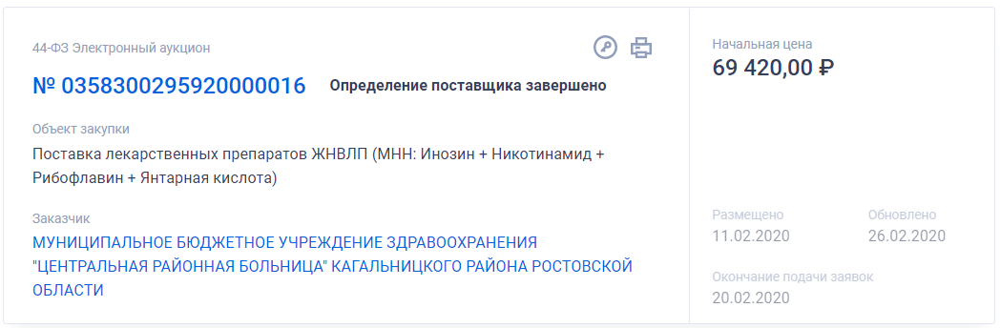 44-ФЗ Электронный аукцион
№ 0358300295920000016 Определение поставщика завершено
Объект закупки
Поставка лекарственных препаратов ЖНВЛП (МНН: Инозин + Никотинамид +
Рибофлавин + Янтарная кислота)
Заказчик
МУНИЦИПАЛЬНОЕ БЮДЖЕТНОЕ УЧРЕЖДЕНИЕ ЗДРАВООХРАНЕНИЯ
"ЦЕНТРАЛЬНАЯ РАЙОННАЯ БОЛЬНИЦА" КАГАЛЬНИЦКОГО РАЙОНА РОСТОВСКОЙ
ОБЛАСТИ
Начальная цена
69 420,00 ₽
Размещено Обновлено
11.02.2020 26.02.2020
Окончание подачи заявок
20.02.2020